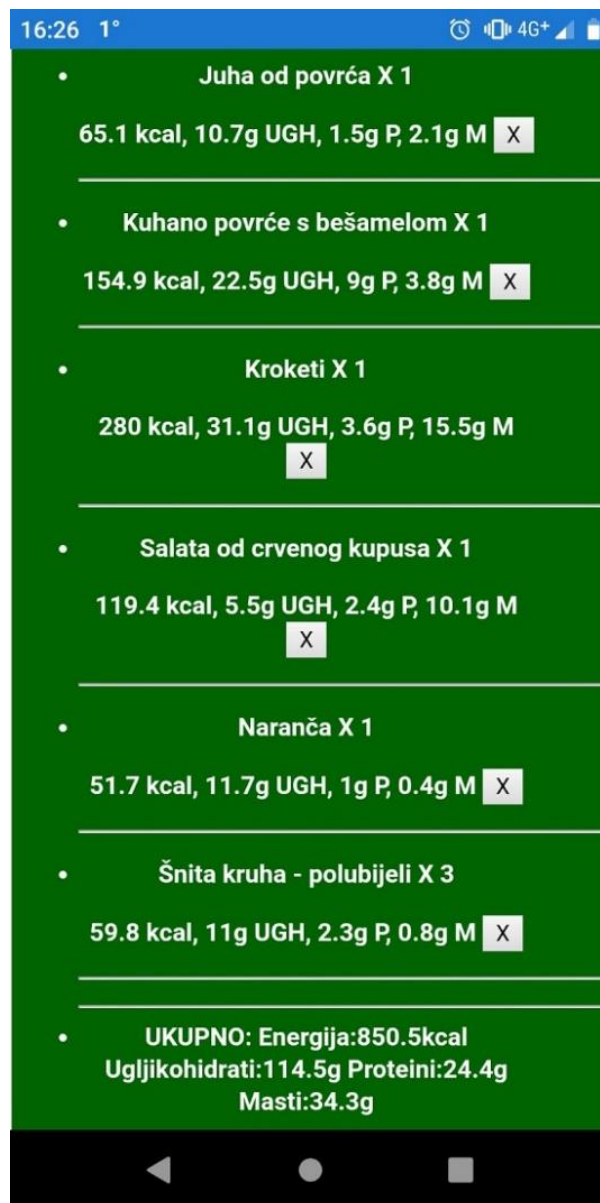 16:26 1° 4G+
Juha od povrća X 1
65.1 kcal, 10.7g UGH, 1.5g P, 2.1g M X
Kuhano povrće s bešamelom X 1
154.9 kcal, 22.5g UGH, 9g P, 3.8g M X
Kroketi X 1
280 kcal, 31.1g UGH, 3.6g P, 15.5g M
X
Salata od crvenog kupusa X 1
119.4 kcal, 5.5g UGH, 2.4g P, 10.1g M
X
Naranča X 1
51.7 kcal, 11.7g UGH, 1g P, 0.4g M X
Šnita kruha - polubijeli X 3
59.8 kcal, 11g UGH, 2.3g P, 0.8g M X
UKUPNO: Energija:850.5kcal
Ugljikohidrati:114.5g Proteini:24.4g
Masti:34.3g